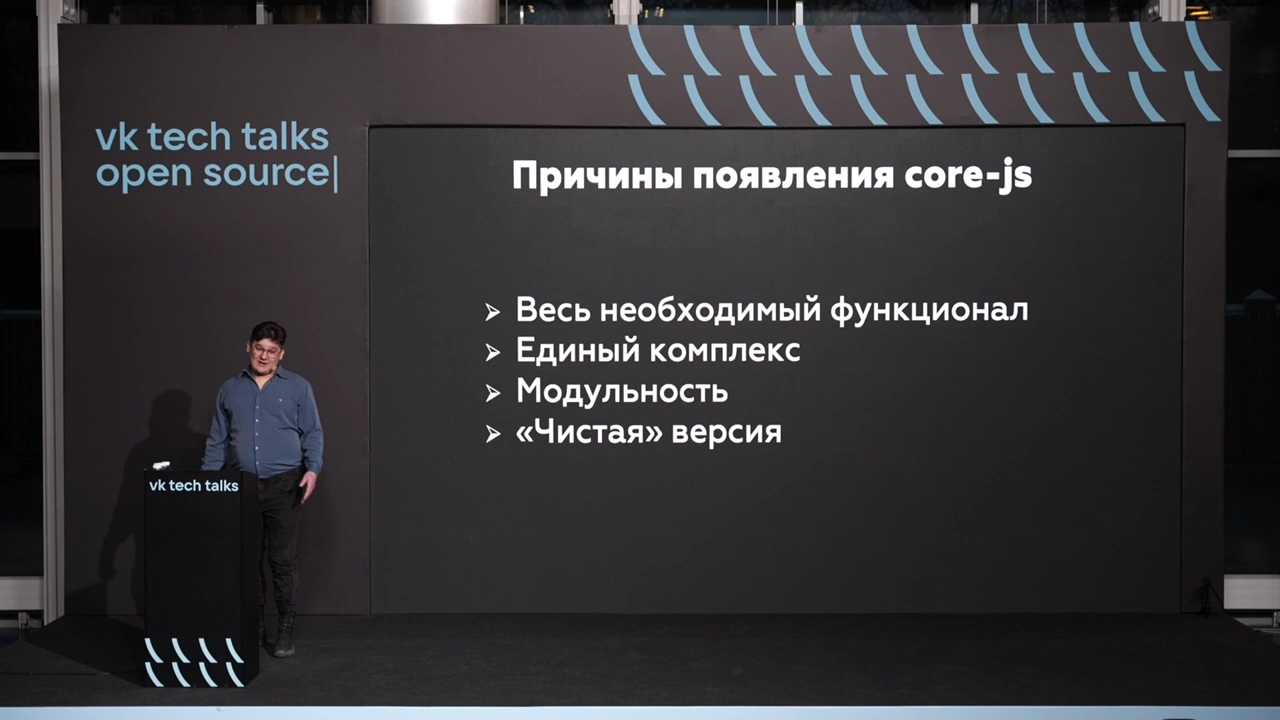 vk tech talks
open source|
Причины появления core-js
➢ Весь необходимый функционал
➢ Единый комплекс
➢ Модульность
➢ «Чистая» версия
vk tech talks